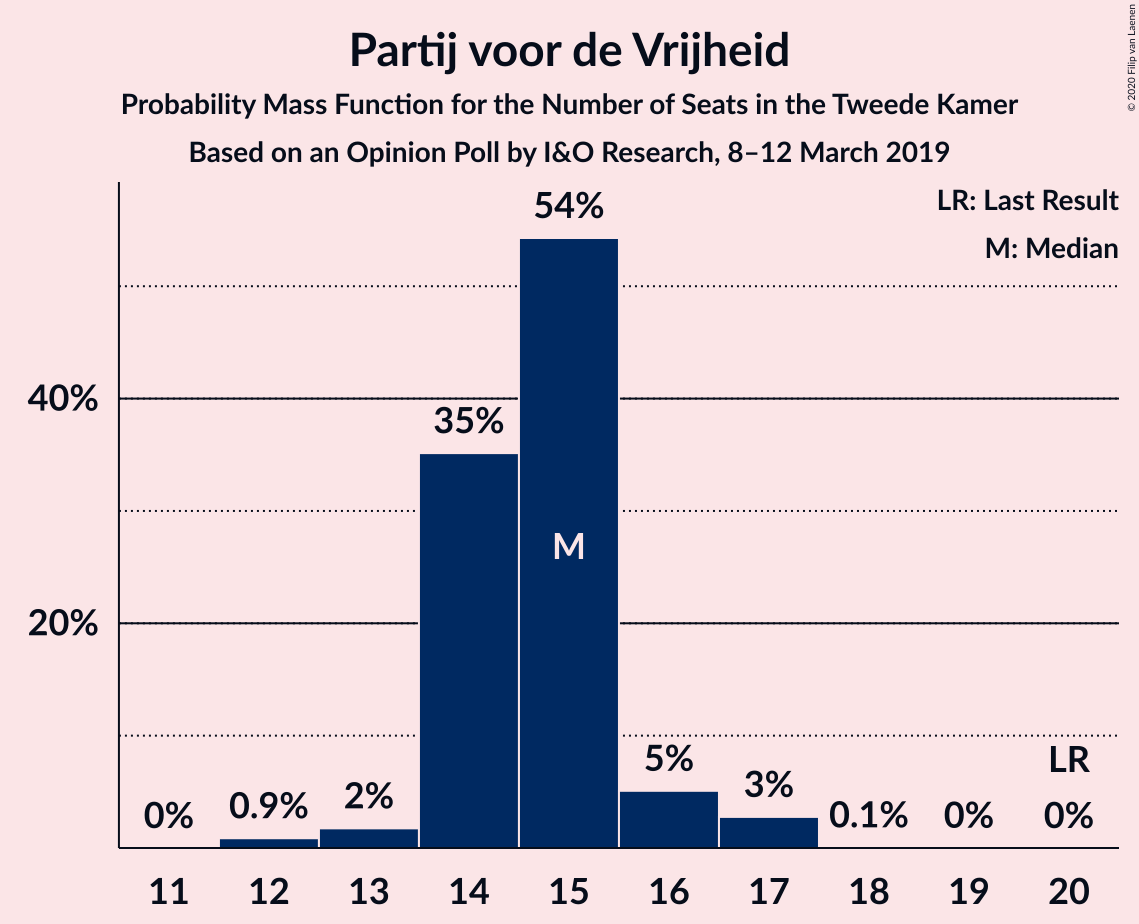 Partij voor de Vrijheid
Probability Mass Function for the Number of Seats in the Tweede Kamer
Based on an Opinion Poll by I&O Research, 8–12 March 2019
© 2020 Filip van Laenen
LR: Last Result
M: Median
54%
40%
35%
M
20%
5%
LR
3%
2%
0.9%
0%
0.1%
0%
0%
11 12 13 14 15 16 17 18 19 20